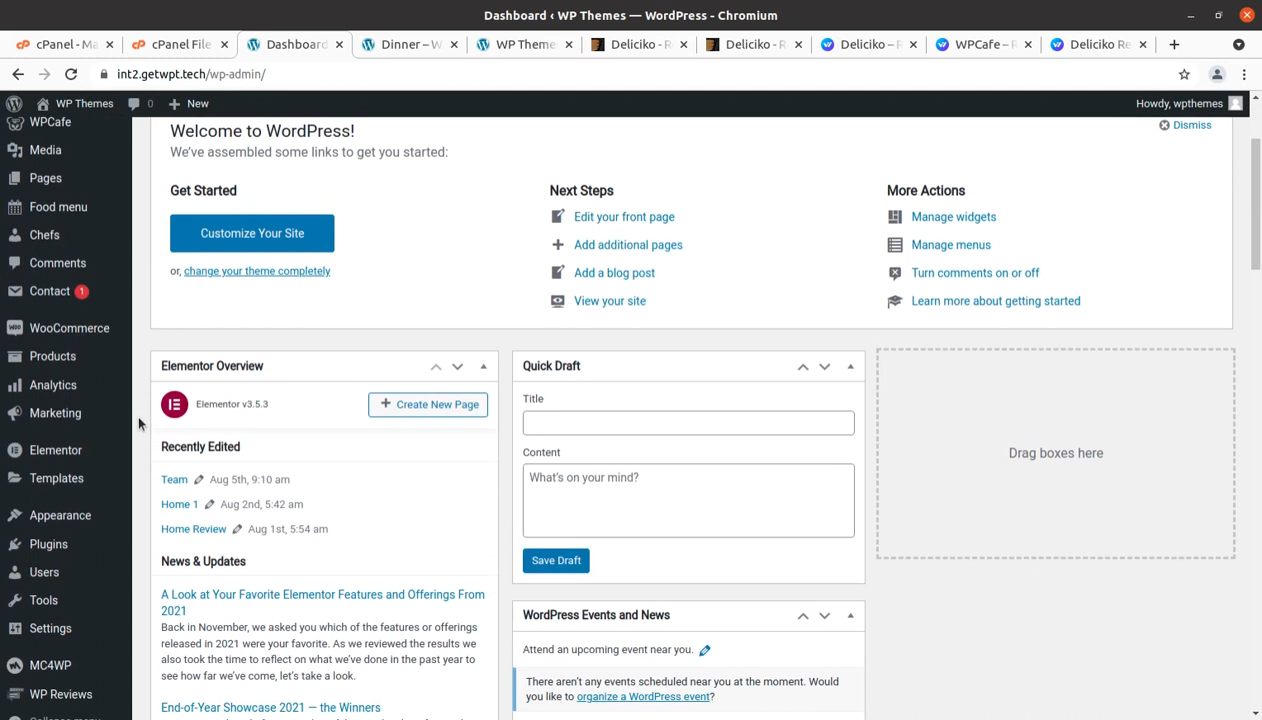 Dashboard ‹ WP Themes — WordPress - Chromium
cPanel - Ma
cPanel File
Dashboard
Dinner – W
WP Theme
Deliciko - R
Deliciko - R
Deliciko – R
WPCafe – R
Deliciko Re
int2.getwpt.tech/wp-admin/
WP Themes
0
New
Howdy, wpthemes
WPCafe
Media
Pages
Food menu
Chefs
Comments
Contact 1
WooCommerce
Products
Analytics
Marketing
Elementor
Templates
Appearance
Plugins
Users
Tools
Settings
MC4WP
WP Reviews
Collapse menu
Welcome to WordPress!
We've assembled some links to get you started:
Dismiss
Get Started
Customize Your Site
or, change your theme completely
Next Steps
Edit your front page
Add additional pages
Add a blog post
View your site
More Actions
Manage widgets
Manage menus
Turn comments on or off
Learn more about getting started
Elementor Overview
Elementor v3.5.3
Create New Page
Recently Edited
Team Aug 5th, 9:10 am
Home 1 Aug 2nd, 5:42 am
Home Review Aug 1st, 5:54 am
News & Updates
A Look at Your Favorite Elementor Features and Offerings From
2021
Back in November, we asked you which of the features or offerings
released in 2021 were your favorite. As we reviewed the results we
also took the time to reflect on what we've done in the past year to
see how far we've come, let's take a look.
End-of-Year Showcase 2021 — the Winners
Quick Draft
Title
Content
What's on your mind?
Save Draft
WordPress Events and News
Attend an upcoming event near you.
There aren't any events scheduled near you at the moment. Would
you like to organize a WordPress event?
Drag boxes here